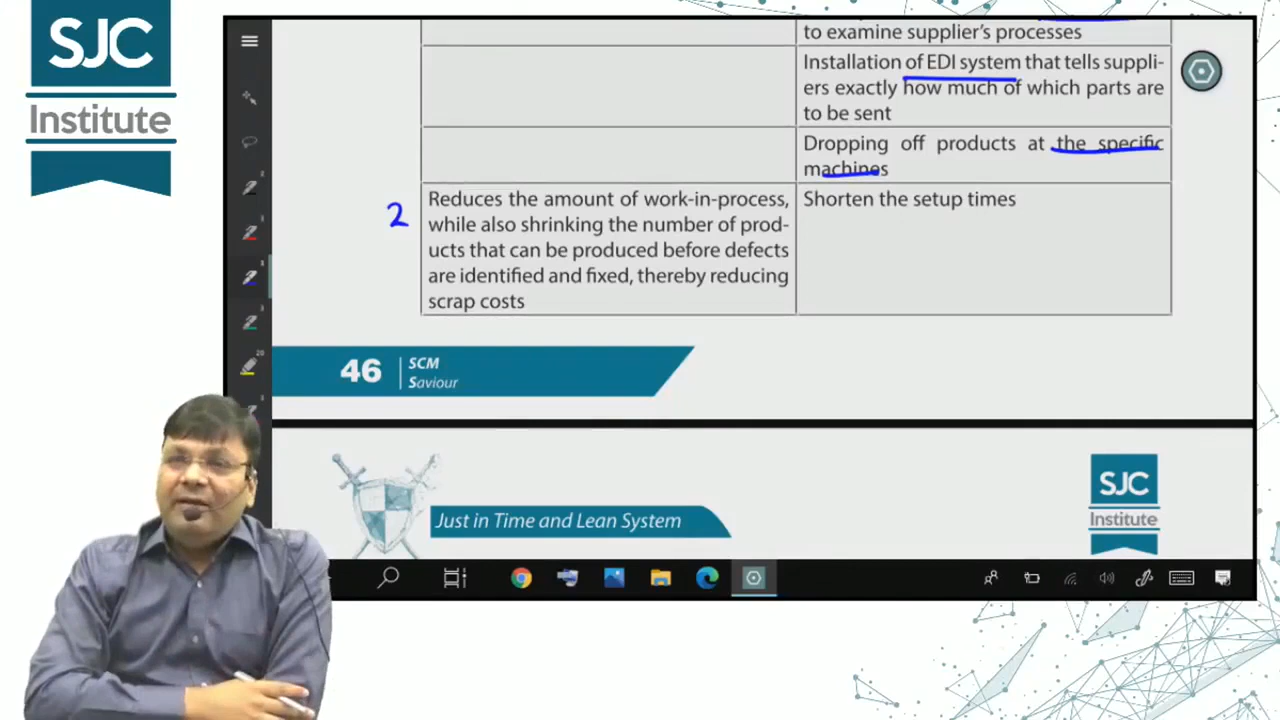 SJC
Institute
to examine supplier's processes
Installation of EDI system that tells suppli-
ers exactly how much of which parts are
to be sent
Dropping off products at the specific
machines
2
Reduces the amount of work-in-process,
while also shrinking the number of prod-
ucts that can be produced before defects
are identified and fixed, thereby reducing
scrap costs
Shorten the setup times
46
SCM
Saviour
Just in Time and Lean System
SJC
Institute